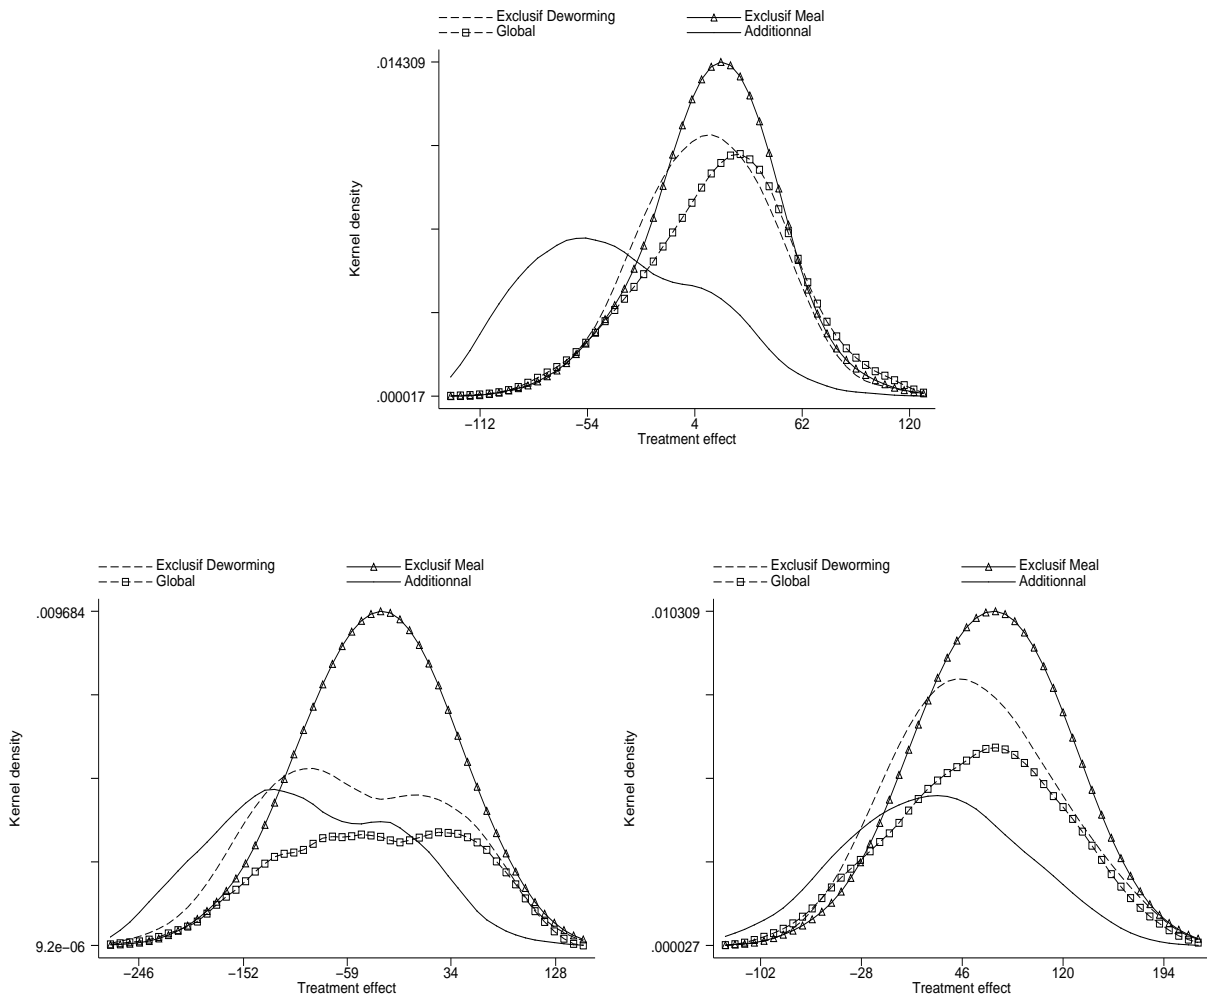 Exclusif Deworming Exclusif Meal
Global Additionnal
.014309
Kernel density
.000017
−112 −54 4 62 120
Treatment effect
Exclusif Deworming Exclusif Meal
Global Additionnal
.009684
Kernel density
9.2e−06
−246 −152 −59 34 128
Treatment effect
Exclusif Deworming Exclusif Meal
Global Additionnal
.010309
Kernel density
.000027
−102 −28 46 120 194
Treatment effect